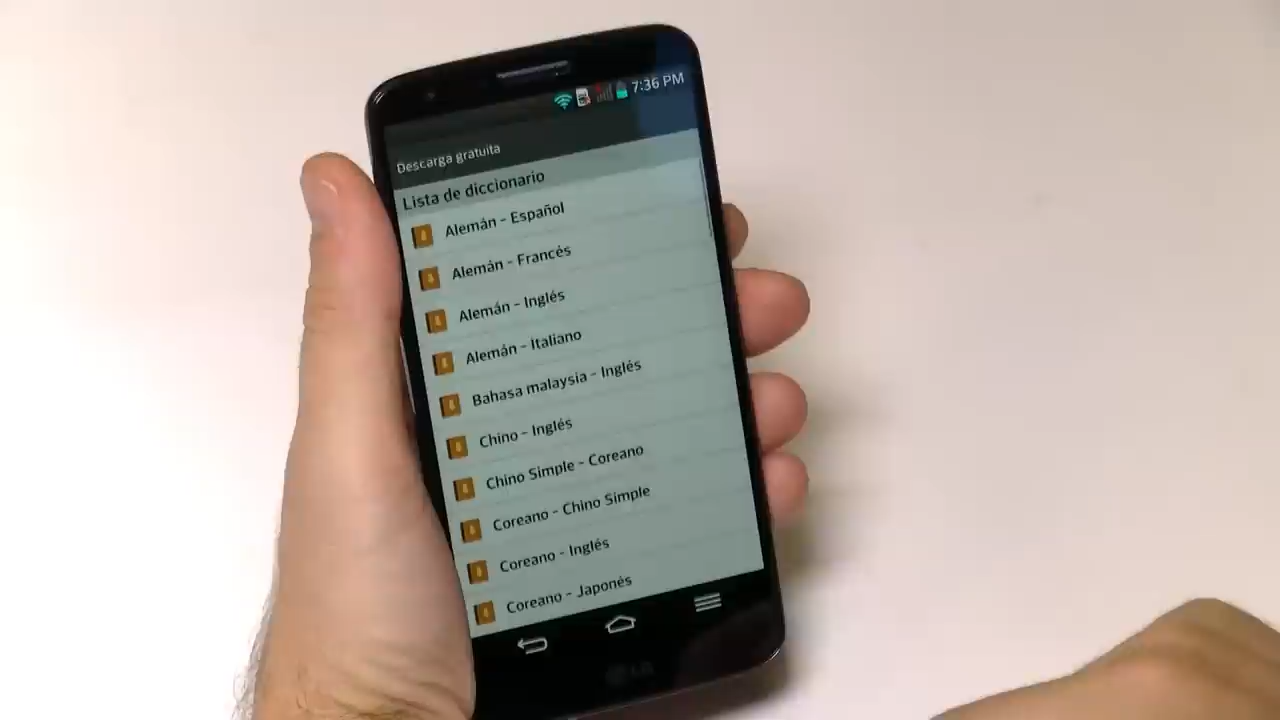 7:36 PM
Descarga gratuita
Lista de diccionario
Alemán - Español
Alemán - Francés
Alemán - Inglés
Alemán - Italiano
Bahasa malaysia - Inglés
Chino - Inglés
Chino Simple - Coreano
Coreano - Chino Simple
Coreano - Inglés
Coreano - Japonés
LG